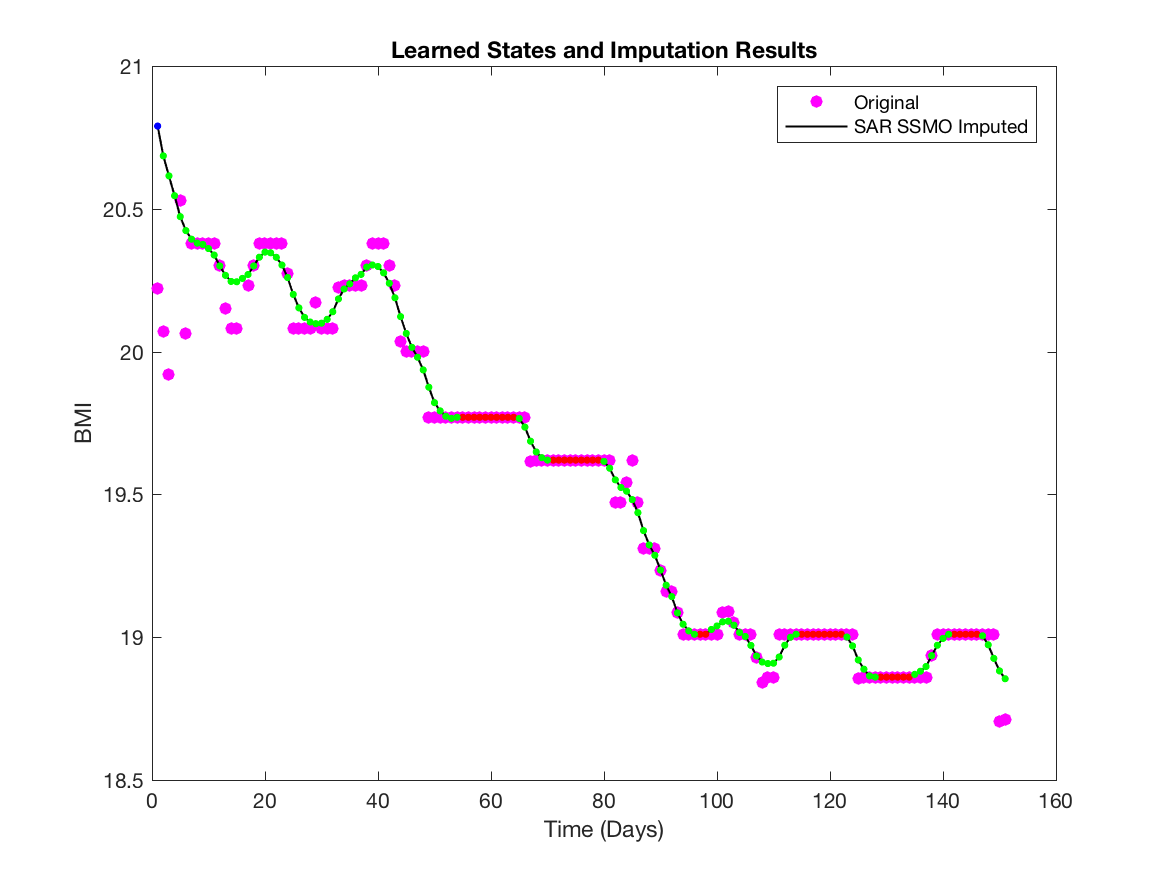 Learned States and Imputation Results
Original
SAR SSMO Imputed
21
20.5
20
19.5
19
18.5
BMI
0 20 40 60 80 100 120 140 160
Time (Days)